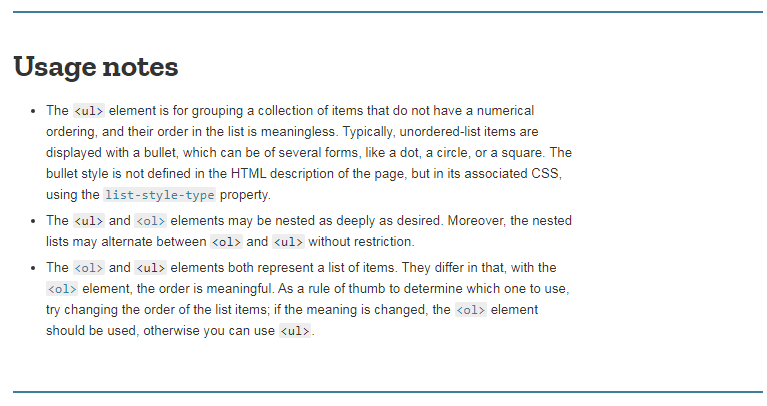 Usage notes
• The <ul> element is for grouping a collection of items that do not have a numerical
ordering, and their order in the list is meaningless. Typically, unordered-list items are
displayed with a bullet, which can be of several forms, like a dot, a circle, or a square. The
bullet style is not defined in the HTML description of the page, but in its associated CSS,
using the list-style-type property.
• The <ul> and <ol> elements may be nested as deeply as desired. Moreover, the nested
lists may alternate between <ol> and <ul> without restriction.
• The <ol> and <ul> elements both represent a list of items. They differ in that, with the
<ol> element, the order is meaningful. As a rule of thumb to determine which one to use,
try changing the order of the list items; if the meaning is changed, the <ol> element
should be used, otherwise you can use <ul>.